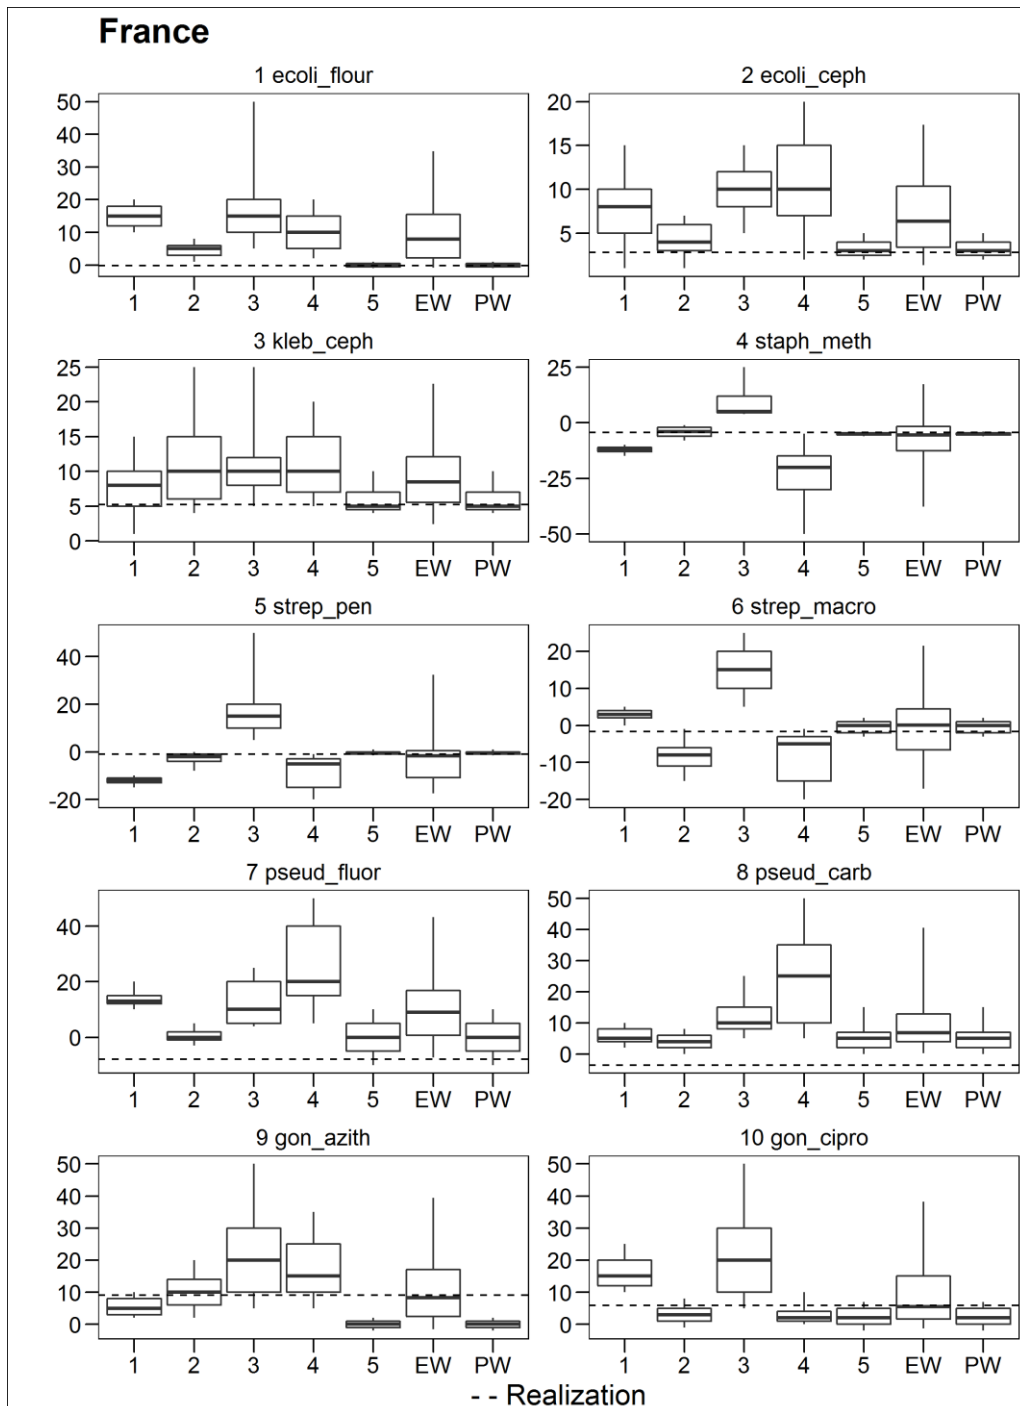 France
1 ecoli_flour
50
40
30
20
10
0
1 2 3 4 5 EW PW
2 ecoli_ceph
20
15
10
5
1 2 3 4 5 EW PW
3 kleb_ceph
25
20
15
10
5
0
1 2 3 4 5 EW PW
4 staph_meth
25
0
-25
-50
1 2 3 4 5 EW PW
5 strep_pen
40
20
0
-20
1 2 3 4 5 EW PW
6 strep_macro
20
10
0
-10
-20
1 2 3 4 5 EW PW
7 pseud_fluor
40
20
0
1 2 3 4 5 EW PW
8 pseud_carb
50
40
30
20
10
0
1 2 3 4 5 EW PW
9 gon_azith
50
40
30
20
10
0
1 2 3 4 5 EW PW
10 gon_cipro
50
40
30
20
10
0
1 2 3 4 5 EW PW
- - Realization